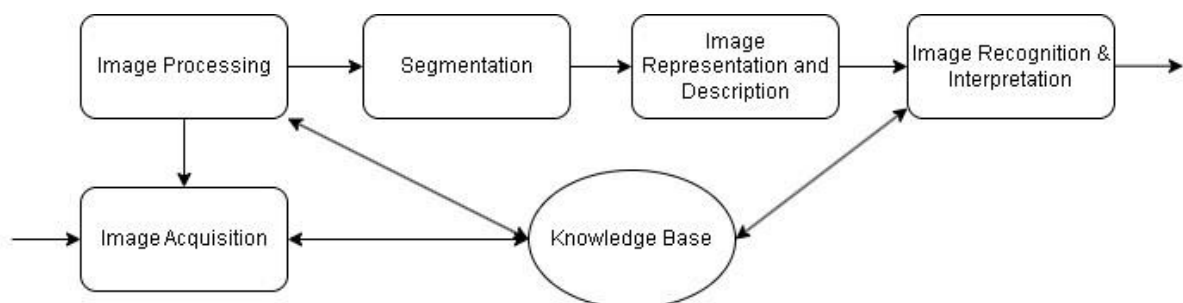 Image Processing
Segmentation
Image
Representation and
Description
Image Recognition &
Interpretation
Image Acquisition
Knowledge Base